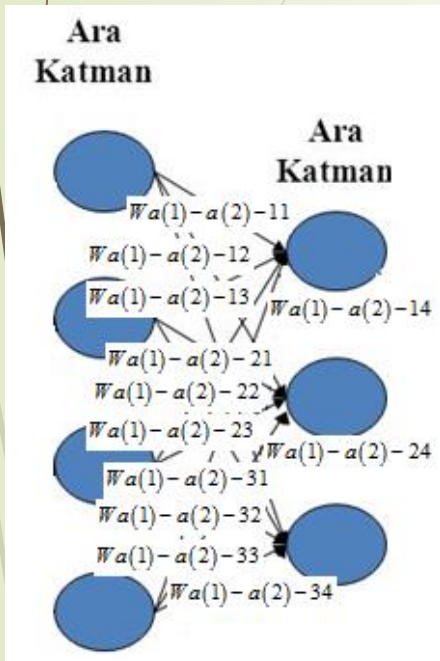 Ara
Katman
Ara
Katman
Wa(1)-a(2)-11
Wa(1)-a(2)-12
Wa(1)-a(2)-13
Wa(1)-a(2)-14
Wa(1)-a(2)-21
Wa(1)-a(2)-22
Wa(1)-a(2)-23
Wa(1)-a(2)-24
Wa(1)-a(2)-31
Wa(1)-a(2)-32
Wa(1)-a(2)-33
Wa(1)-a(2)-34